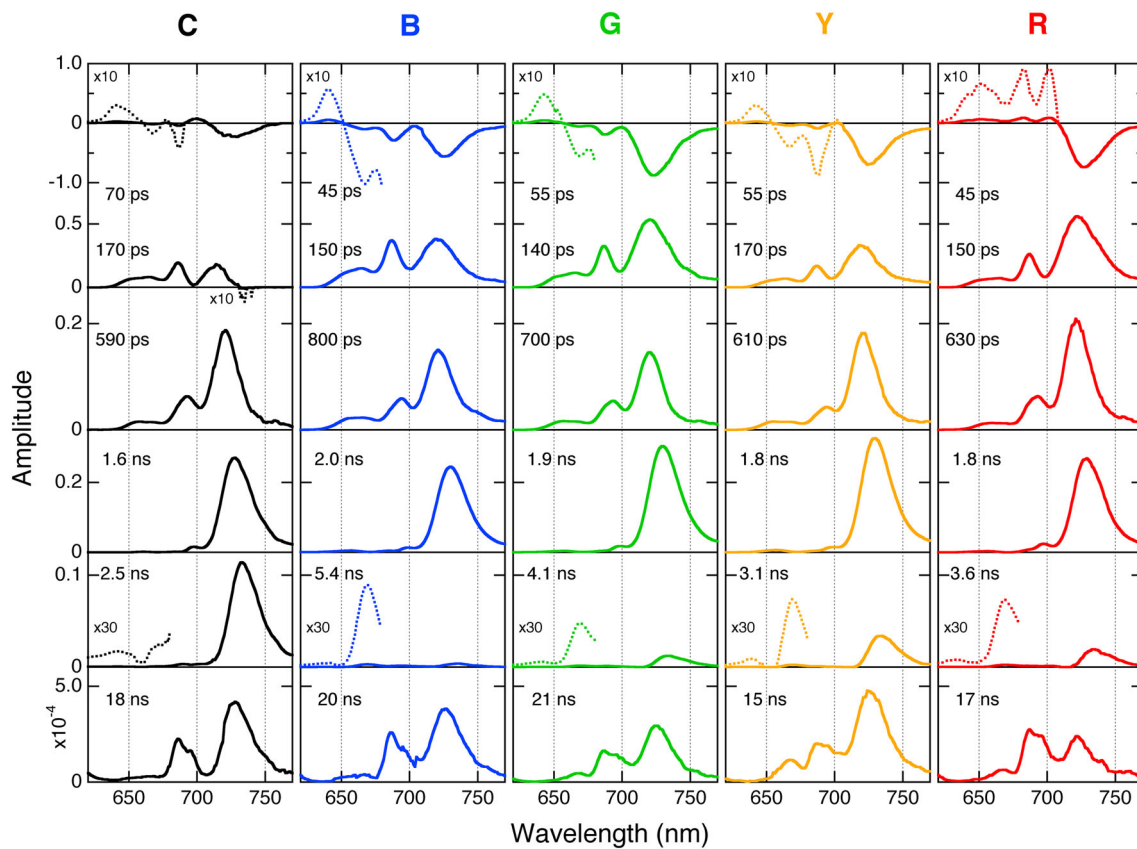 C B G Y R
1.0 x10 x10 x10 x10 x10
0
-1.0
70 ps 45 ps 55 ps 55 ps 45 ps
0.5
170 ps 150 ps 140 ps 170 ps 150 ps
0 x10
0.2
590 ps 800 ps 700 ps 610 ps 630 ps
0
1.6 ns 2.0 ns 1.9 ns 1.8 ns 1.8 ns
0.2
0
0.1 2.5 ns 5.4 ns 4.1 ns 3.1 ns 3.6 ns
x30 x30 x30 x30 x30
0
5.0
18 ns 20 ns 21 ns 15 ns 17 ns
x10-4
0
650 700 750 650 700 750 650 700 750 650 700 750 650 700 750
Amplitude
Wavelength (nm)